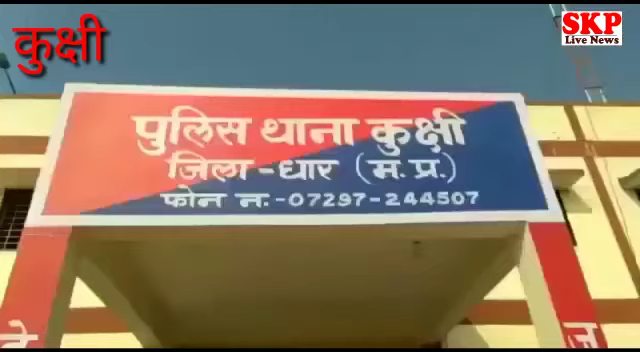 कुक्षी
SKP
Live News
पुलिस थाना कुक्षी
जिला-धार (म.प्र.)
फोन नं.-07297-244507